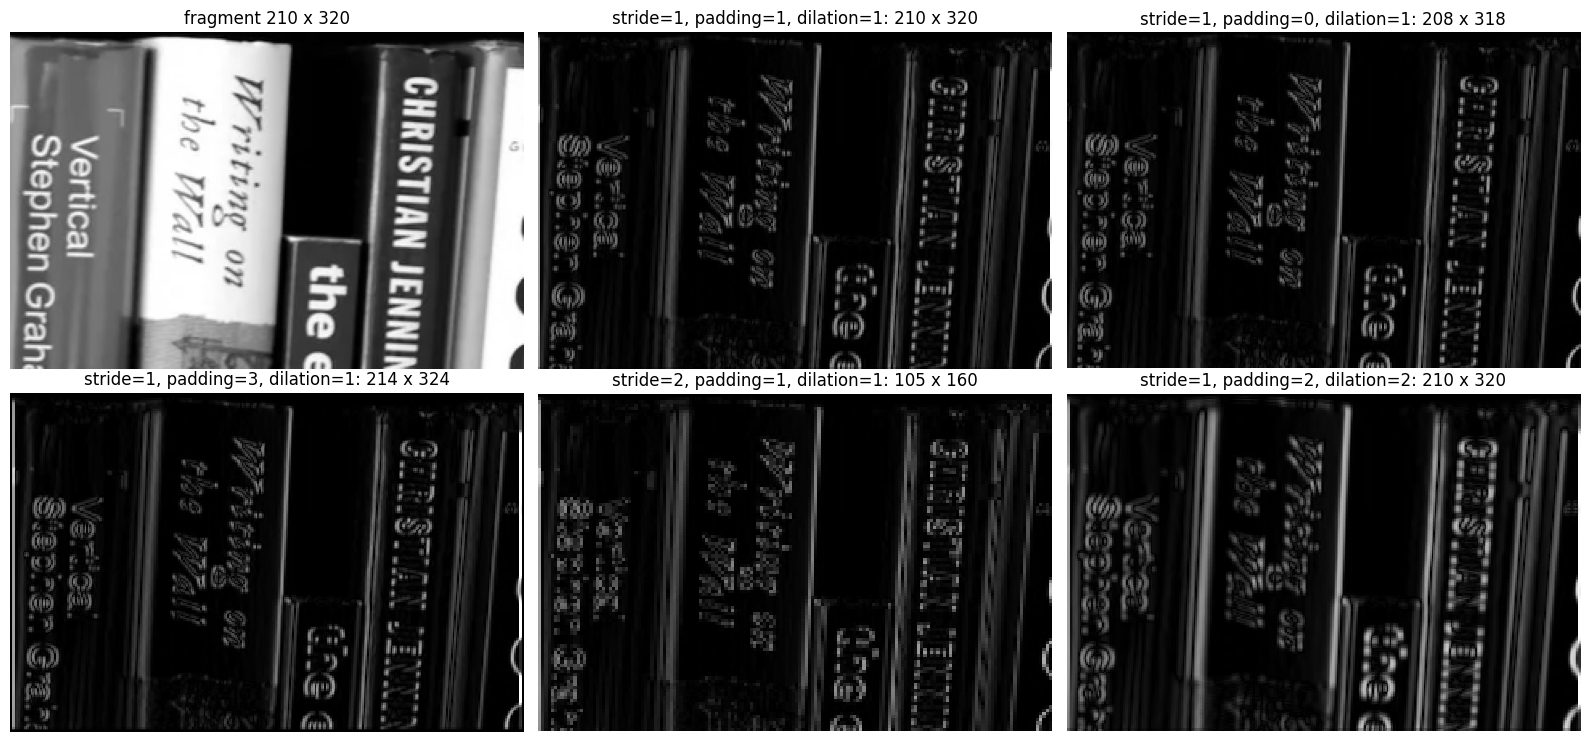 fragment 210 x 320
Vertical
Stephen Grah
Writing on
the Wall
the e
CHRISTIAN JENNIN
G
stride=1, padding=1, dilation=1: 210 x 320
stride=1, padding=0, dilation=1: 208 x 318
stride=1, padding=3, dilation=1: 214 x 324
stride=2, padding=1, dilation=1: 105 x 160
stride=1, padding=2, dilation=2: 210 x 320